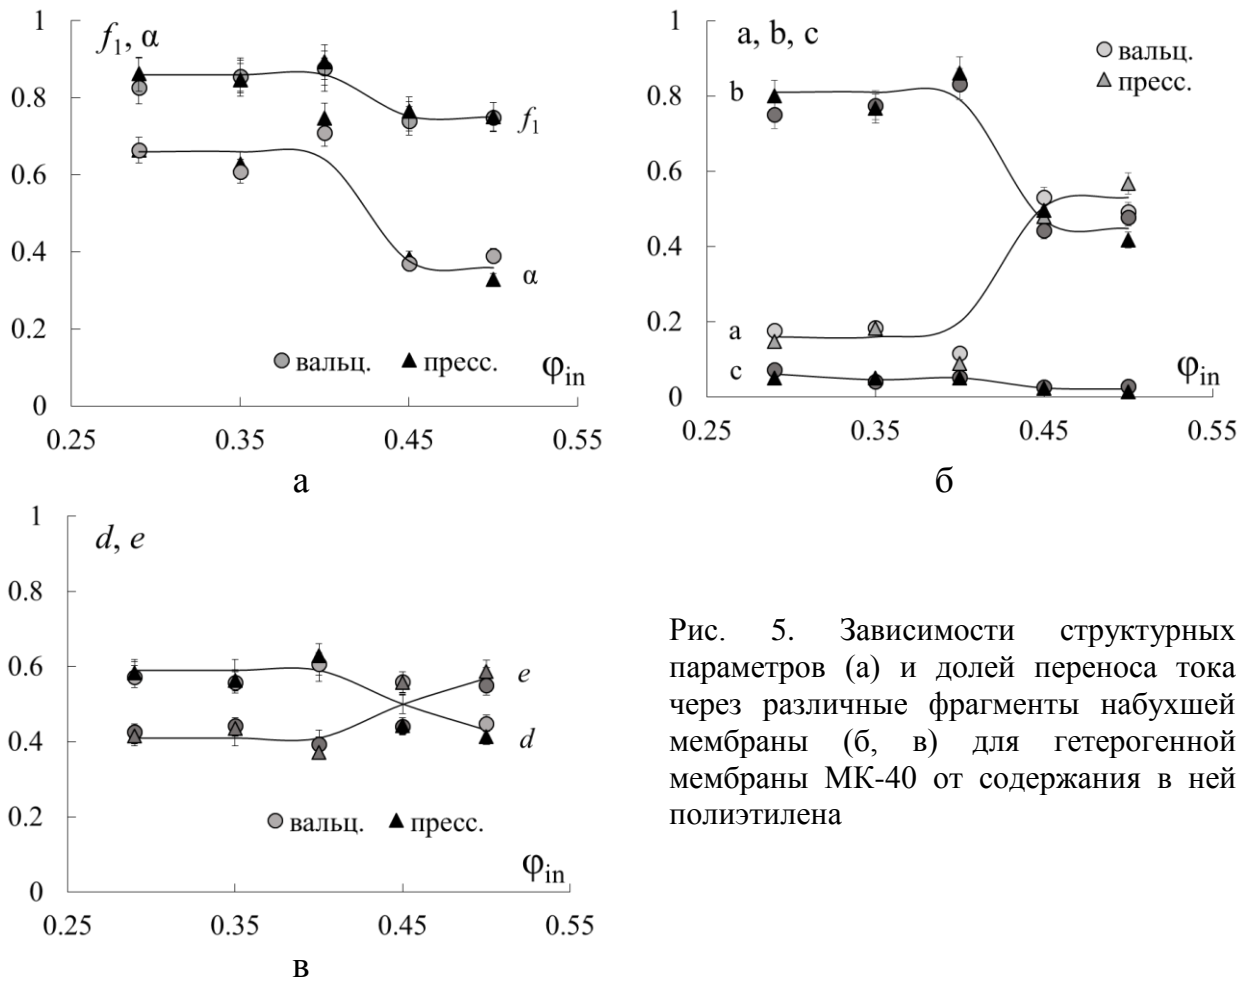 1
f1, α
0.8
f1
0.6
0.4
α
0.2
вальц. пресс.
φin
0
0.25 0.35 0.45 0.55
а
1
a, b, c
вальц.
пресс.
0.8
b
0.6
0.4
0.2
a
c
φin
0
0.25 0.35 0.45 0.55
б
1
d, e
0.8
0.6
e
0.4
d
0.2
вальц. пресс.
φin
0
0.25 0.35 0.45 0.55
в
Рис. 5. Зависимости структурных
параметров (а) и долей переноса тока
через различные фрагменты набухшей
мембраны (б, в) для гетерогенной
мембраны МК-40 от содержания в ней
полиэтилена